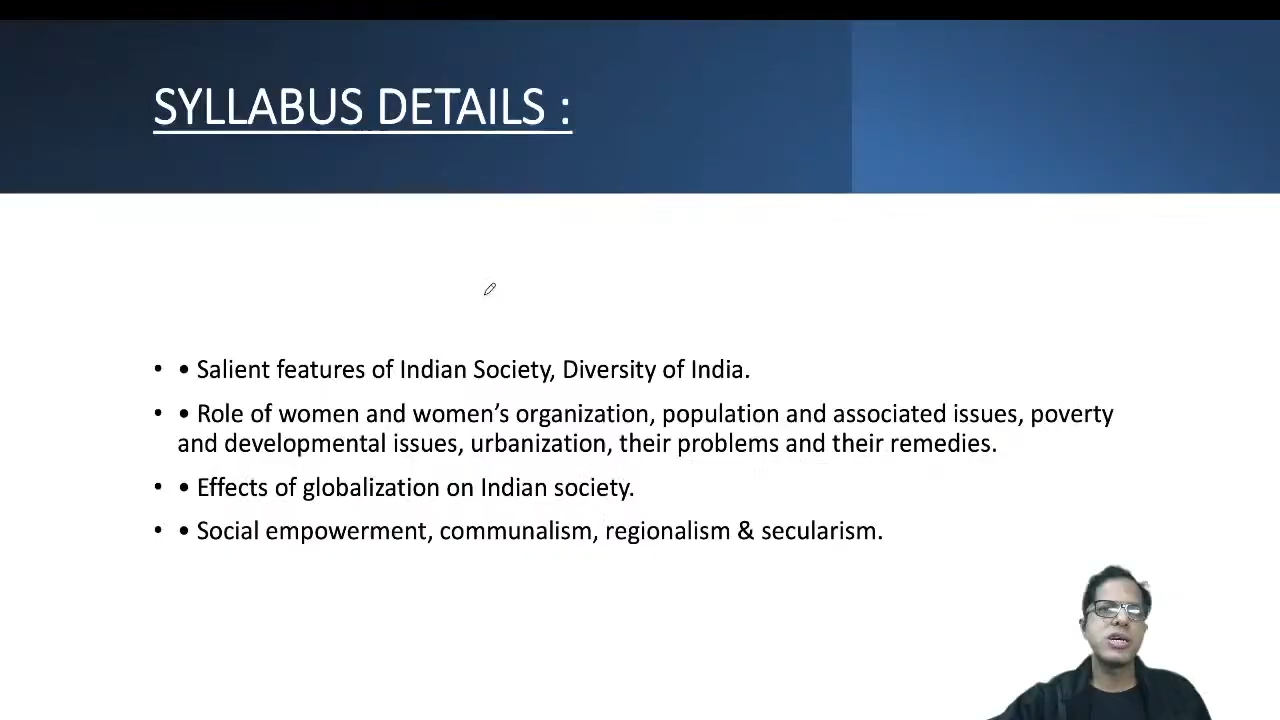 SYLLABUS DETAILS :
• • Salient features of Indian Society, Diversity of India.
• • Role of women and women’s organization, population and associated issues, poverty
and developmental issues, urbanization, their problems and their remedies.
• • Effects of globalization on Indian society.
• • Social empowerment, communalism, regionalism & secularism.